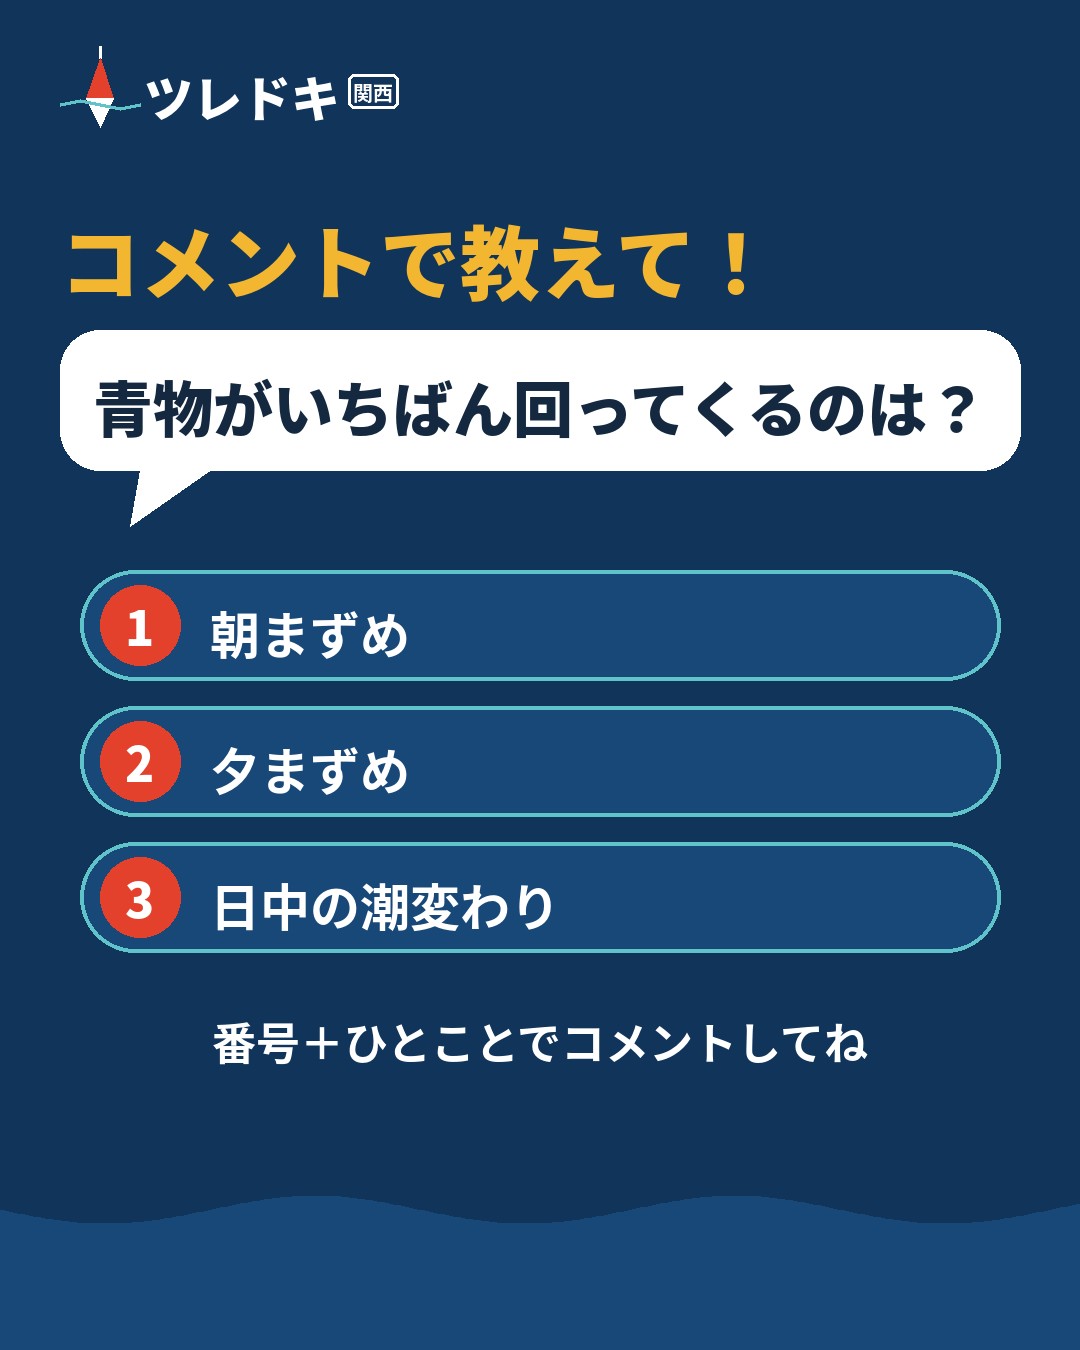 ツレドキ 関西
コメントで教えて！
青物がいちばん回ってくるのは？
1 朝まずめ
2 夕まずめ
3 日中の潮変わり
番号＋ひとことでコメントしてね